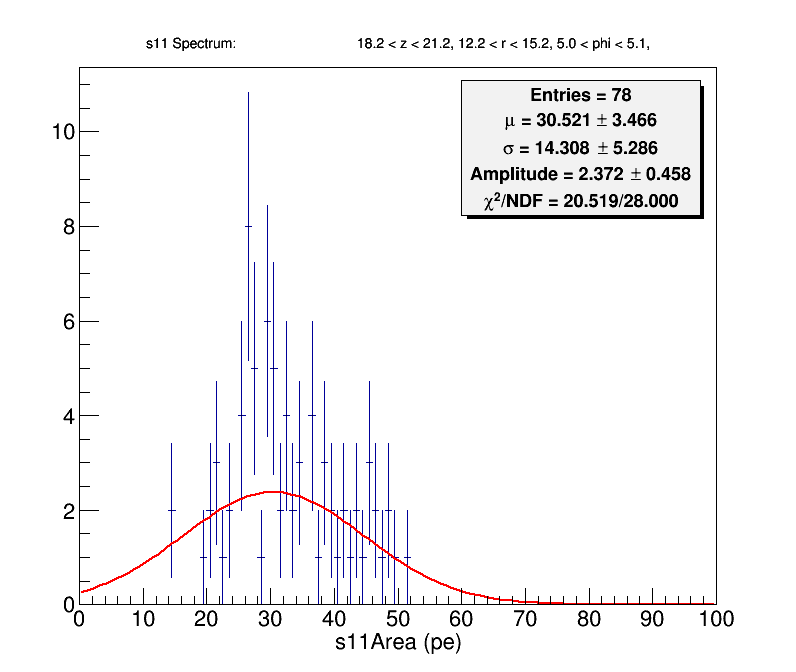 s11 Spectrum: 18.2 < z < 21.2, 12.2 < r < 15.2, 5.0 < phi < 5.1,
Entries = 78
μ = 30.521 ± 3.466
σ = 14.308 ± 5.286
Amplitude = 2.372 ± 0.458
χ²/NDF = 20.519/28.000
10
8
6
4
2
0
0 10 20 30 40 50 60 70 80 90 100
s11Area (pe)